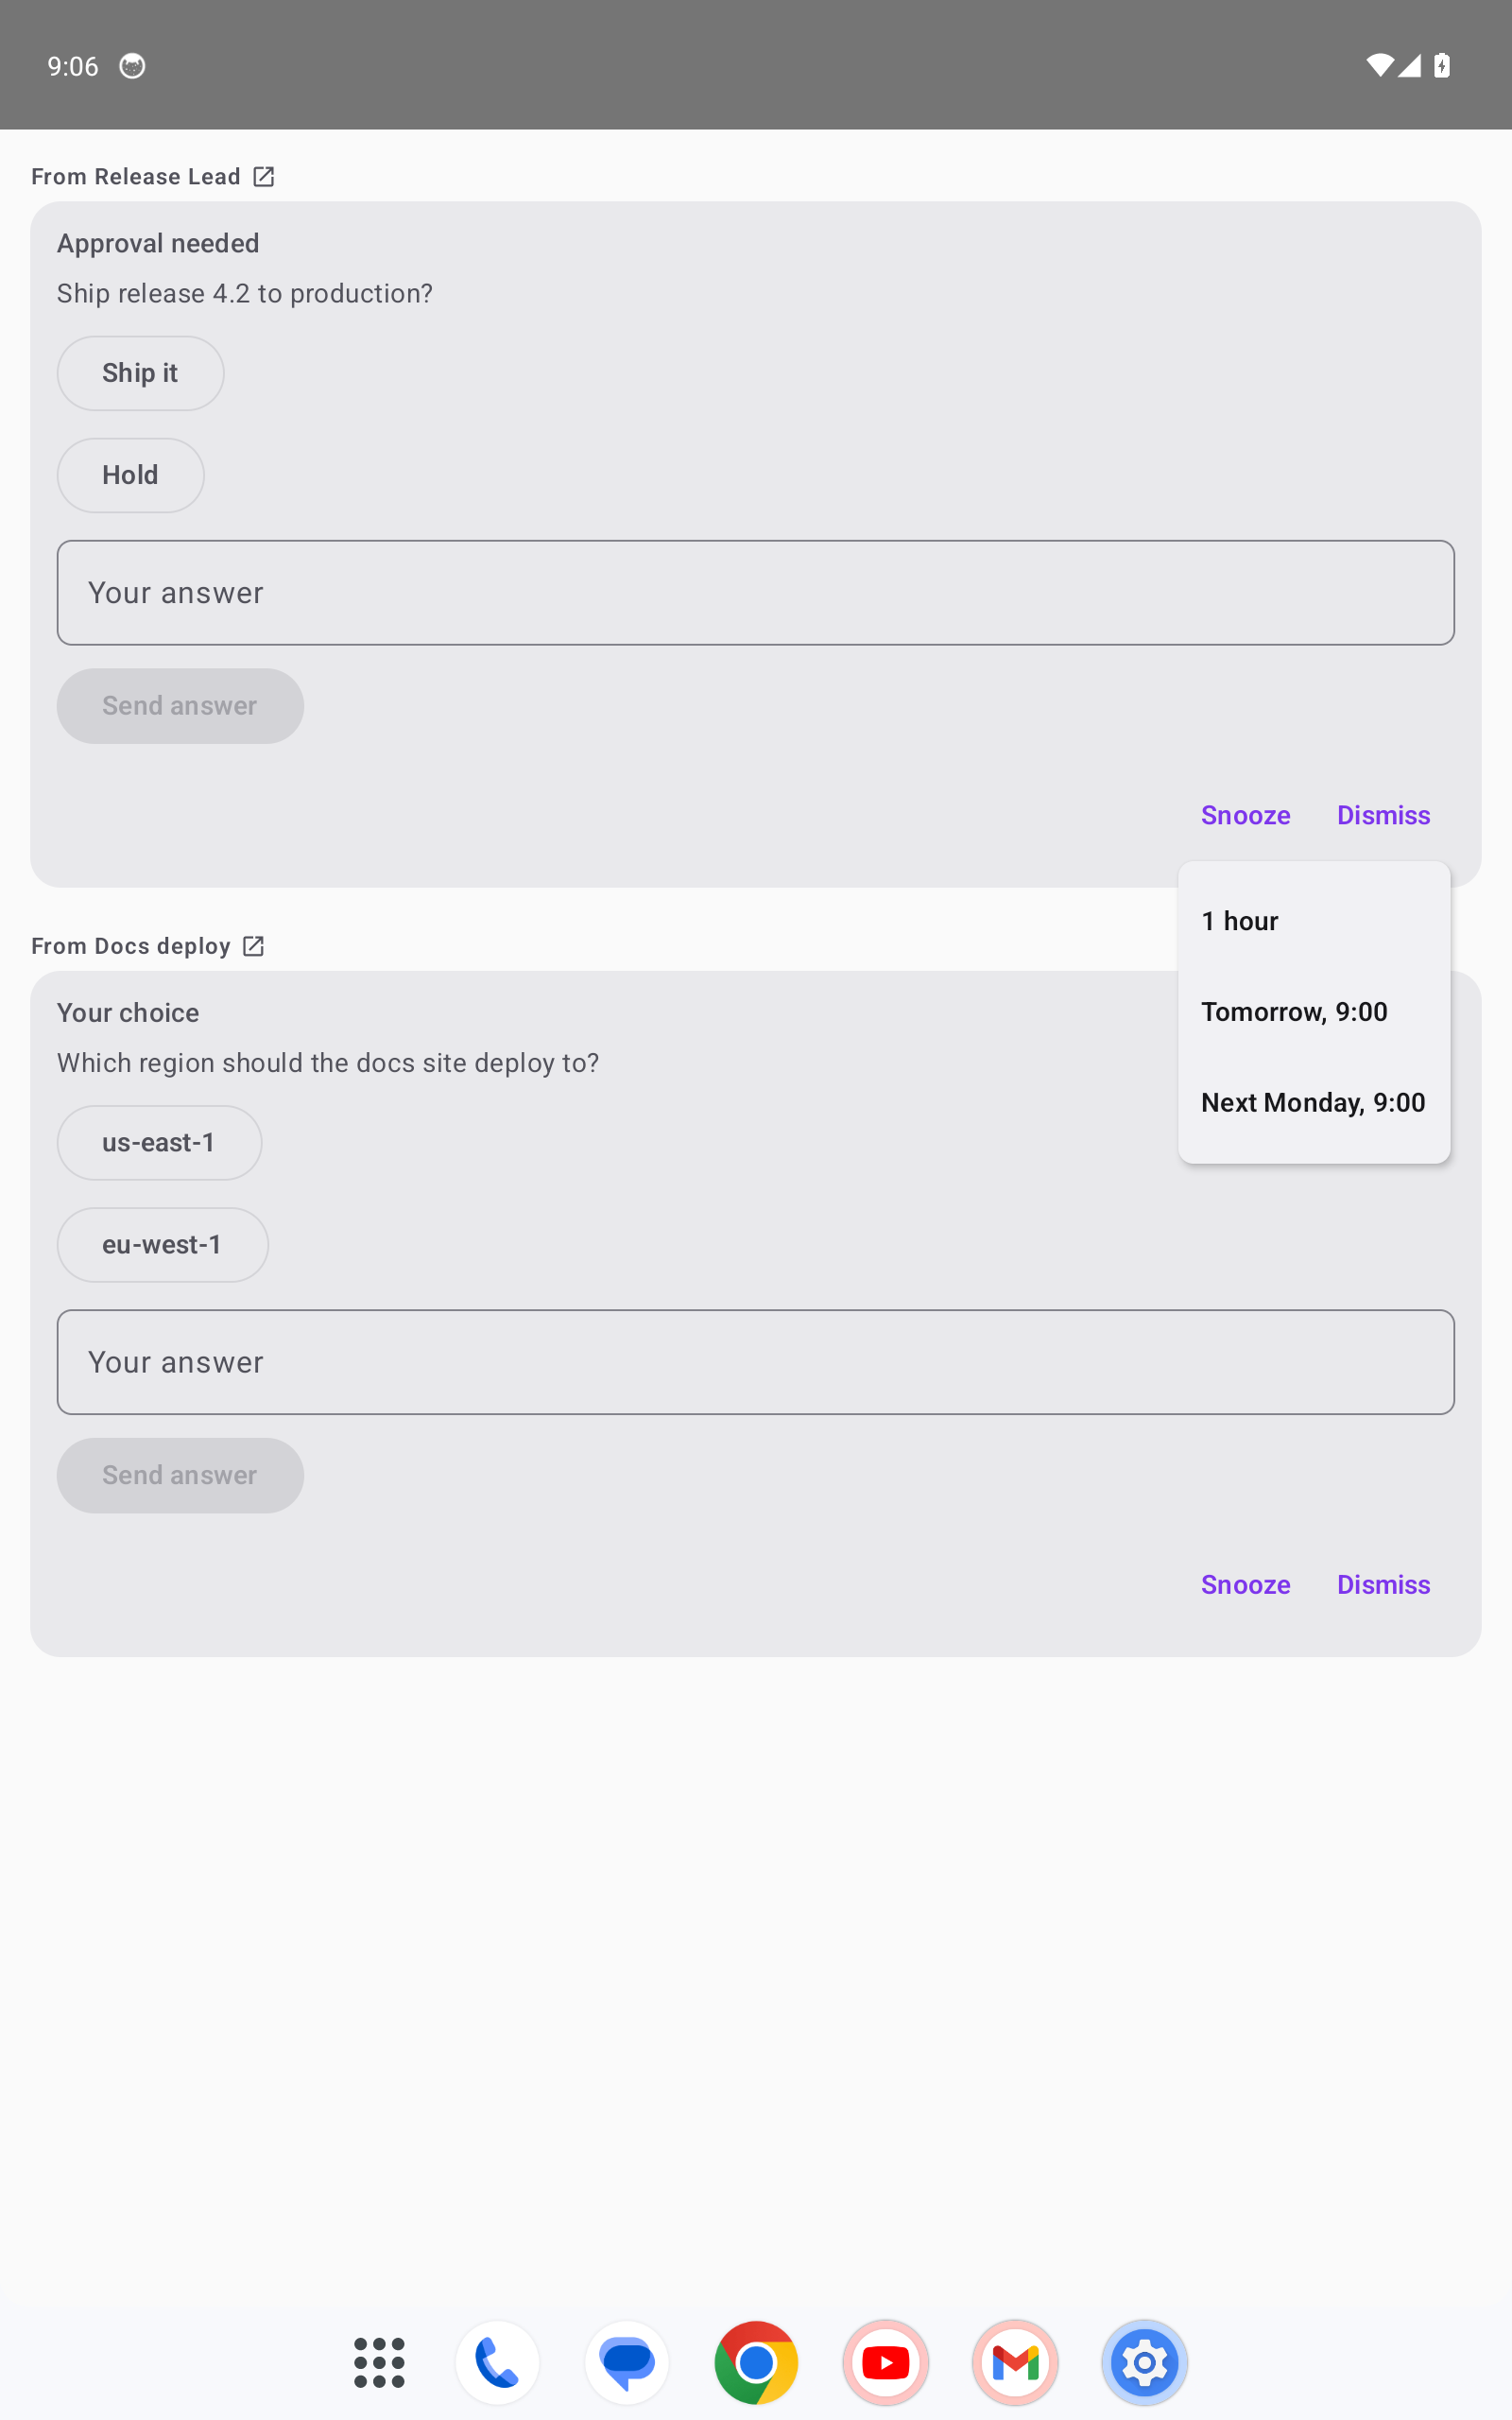 9:06
From Release Lead
Approval needed
Ship release 4.2 to production?
Ship it
Hold
Your answer
Send answer
Snooze Dismiss
1 hour
Tomorrow, 9:00
Next Monday, 9:00
From Docs deploy
Your choice
Which region should the docs site deploy to?
us-east-1
eu-west-1
Your answer
Send answer
Snooze Dismiss